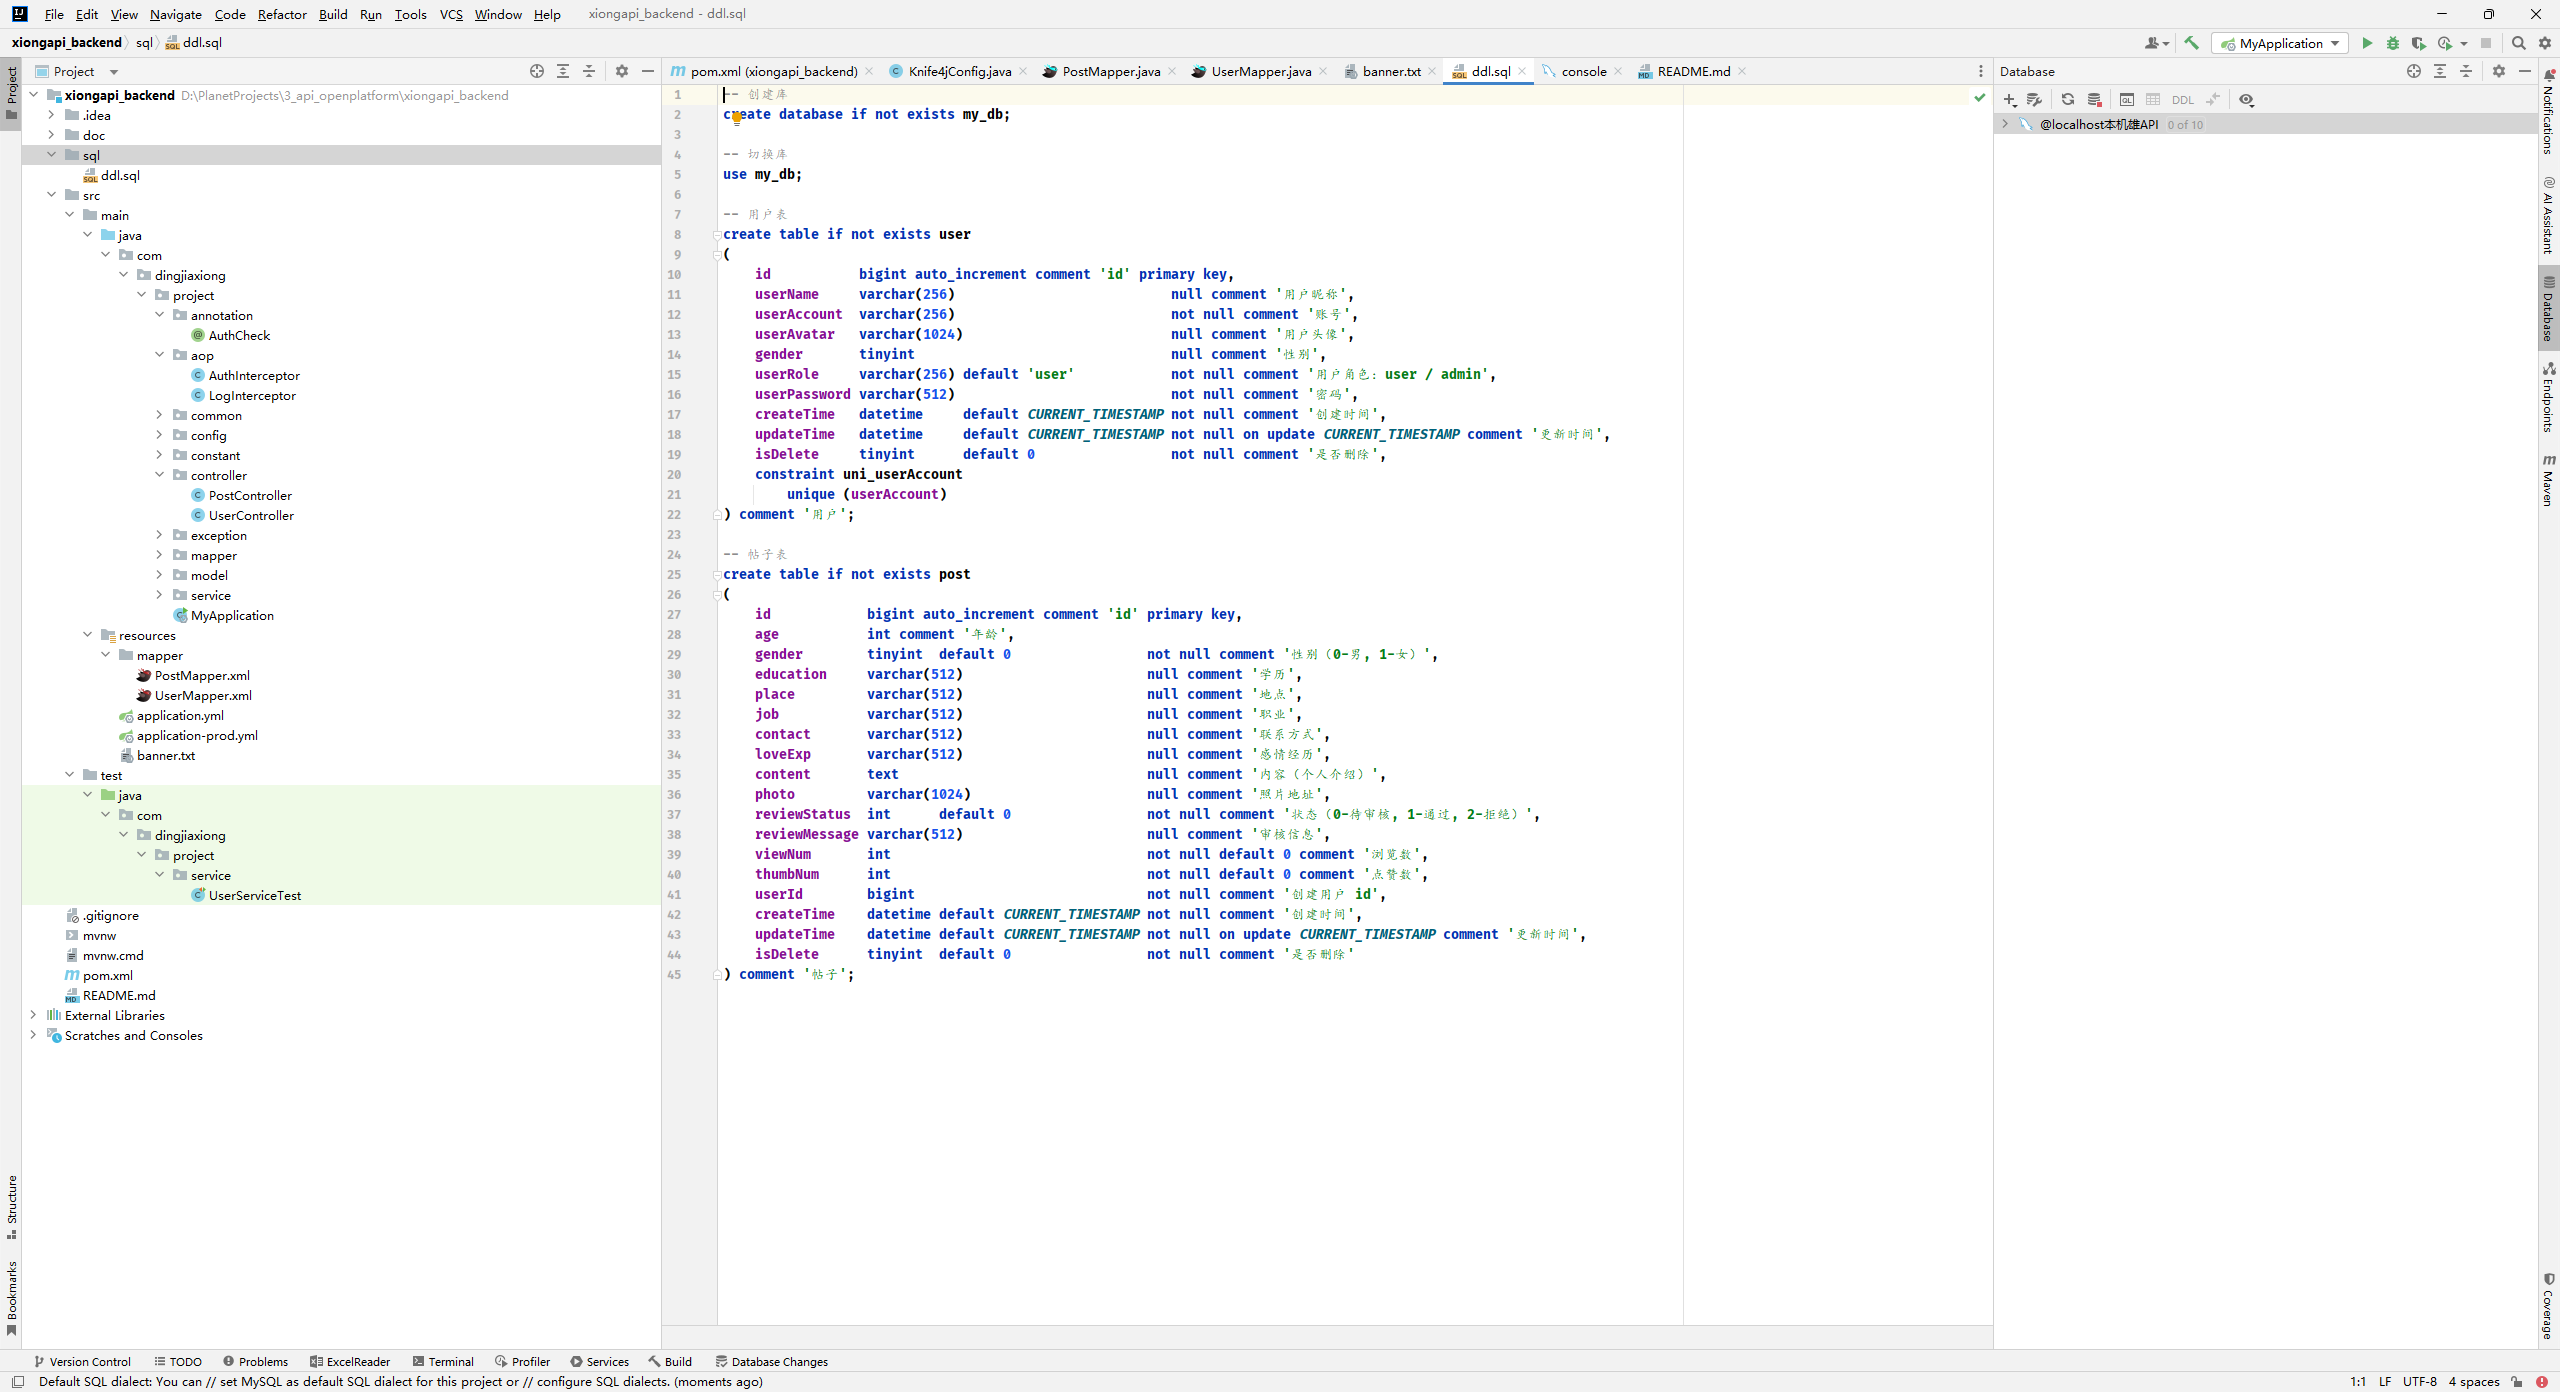 File Edit View Navigate Code Refactor Build Run Tools VCS Window Help xiongapi_backend - ddl.sql
xiongapi_backend sql ddl.sql
MyApplication
Project
pom.xml (xiongapi_backend) Knife4jConfig.java PostMapper.java UserMapper.java banner.txt ddl.sql console README.md
Database
DDL
@localhost本机雄API 0 of 10
Project
Structure
Bookmarks
xiongapi_backend D:\PlanetProjects\3_api_openplatform\xiongapi_backend
.idea
doc
sql
ddl.sql
src
main
java
com
dingjiaxiong
project
annotation
AuthCheck
aop
AuthInterceptor
LogInterceptor
common
config
constant
controller
PostController
UserController
exception
mapper
model
service
MyApplication
resources
mapper
PostMapper.xml
UserMapper.xml
application.yml
application-prod.yml
banner.txt
test
java
com
dingjiaxiong
project
service
UserServiceTest
.gitignore
mvnw
mvnw.cmd
pom.xml
README.md
External Libraries
Scratches and Consoles
1 -- 创建库
2 create database if not exists my_db;
3
4 -- 切换库
5 use my_db;
6
7 -- 用户表
8 create table if not exists user
9 (
10 id bigint auto_increment comment 'id' primary key,
11 userName varchar(256) null comment '用户昵称',
12 userAccount varchar(256) not null comment '账号',
13 userAvatar varchar(1024) null comment '用户头像',
14 gender tinyint null comment '性别',
15 userRole varchar(256) default 'user' not null comment '用户角色：user / admin',
16 userPassword varchar(512) not null comment '密码',
17 createTime datetime default CURRENT_TIMESTAMP not null comment '创建时间',
18 updateTime datetime default CURRENT_TIMESTAMP not null on update CURRENT_TIMESTAMP comment '更新时间',
19 isDelete tinyint default 0 not null comment '是否删除',
20 constraint uni_userAccount
21 unique (userAccount)
22 ) comment '用户';
23
24 -- 帖子表
25 create table if not exists post
26 (
27 id bigint auto_increment comment 'id' primary key,
28 age int comment '年龄',
29 gender tinyint default 0 not null comment '性别（0-男, 1-女）',
30 education varchar(512) null comment '学历',
31 place varchar(512) null comment '地点',
32 job varchar(512) null comment '职业',
33 contact varchar(512) null comment '联系方式',
34 loveExp varchar(512) null comment '感情经历',
35 content text null comment '内容（个人介绍）',
36 photo varchar(1024) null comment '照片地址',
37 reviewStatus int default 0 not null comment '状态（0-待审核, 1-通过, 2-拒绝）',
38 reviewMessage varchar(512) null comment '审核信息',
39 viewNum int not null default 0 comment '浏览数',
40 thumbNum int not null default 0 comment '点赞数',
41 userId bigint not null comment '创建用户 id',
42 createTime datetime default CURRENT_TIMESTAMP not null comment '创建时间',
43 updateTime datetime default CURRENT_TIMESTAMP not null on update CURRENT_TIMESTAMP comment '更新时间',
44 isDelete tinyint default 0 not null comment '是否删除'
45 ) comment '帖子';
Notifications
AI Assistant
Database
Endpoints
Maven
Coverage
Version Control TODO Problems ExcelReader Terminal Profiler Services Build Database Changes
Default SQL dialect: You can // set MySQL as default SQL dialect for this project or // configure SQL dialects. (moments ago) 1:1 LF UTF-8 4 spaces